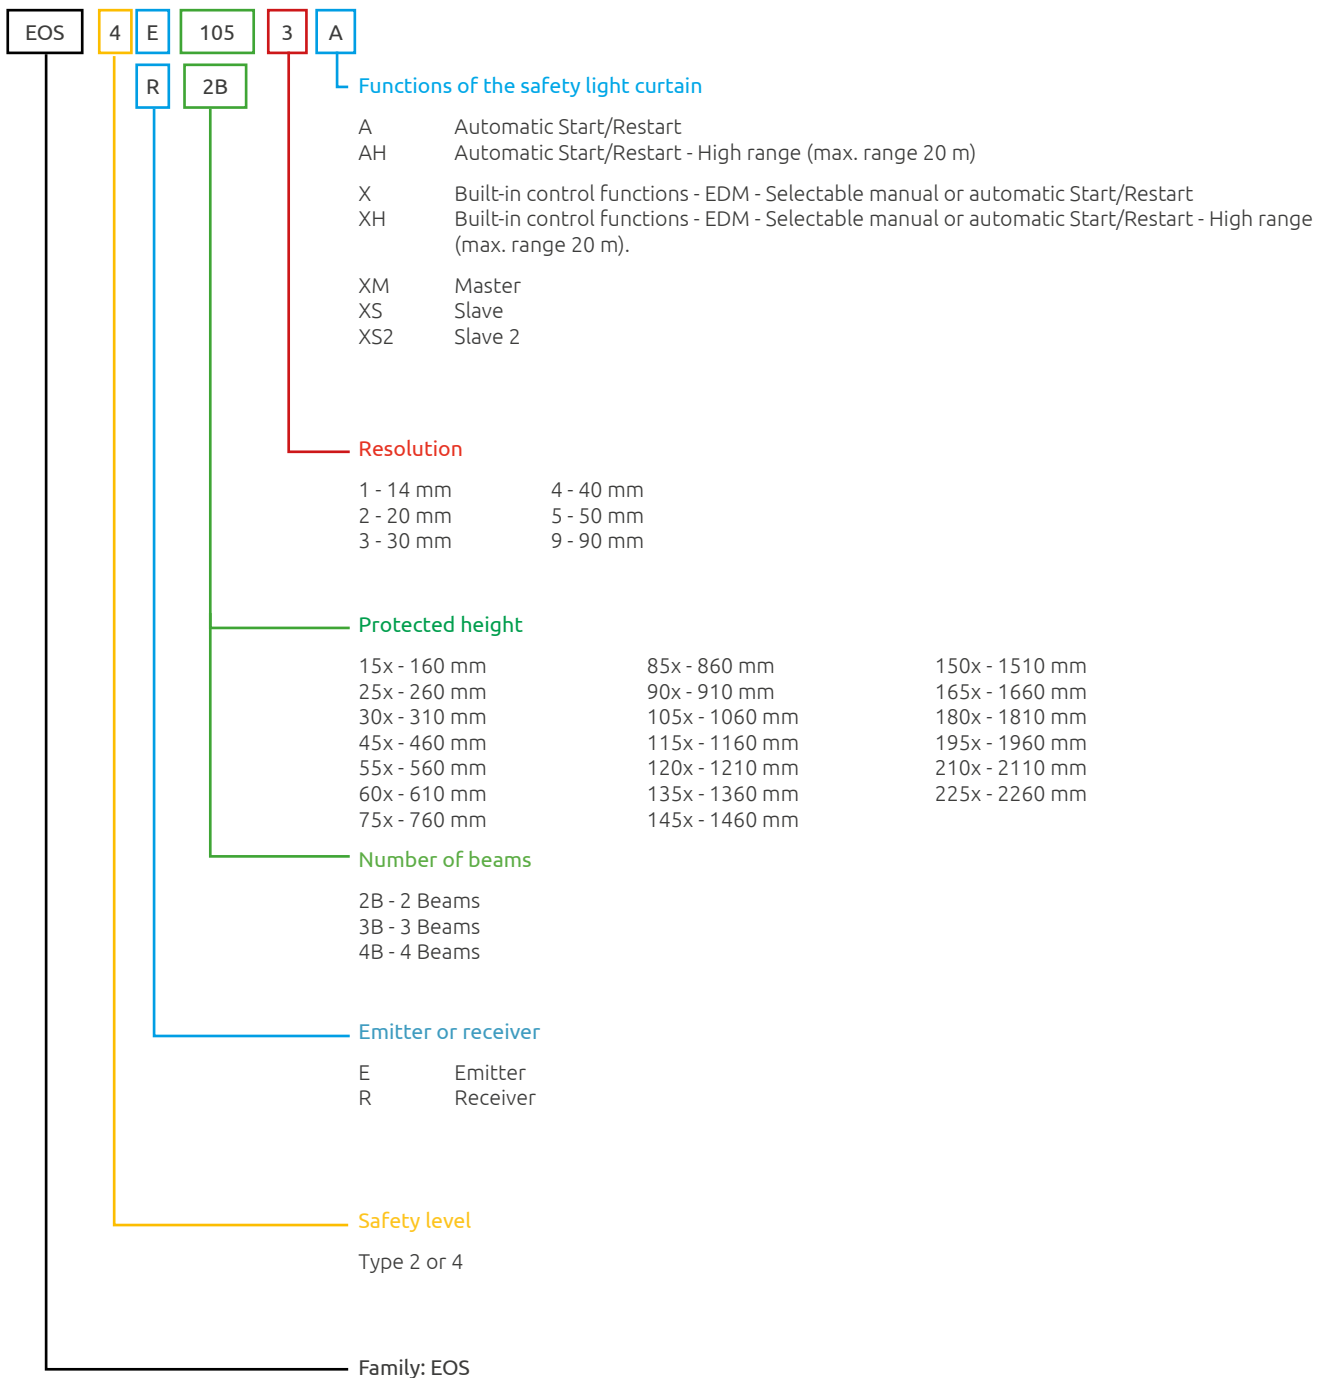 EOS 4 E 105 3 A
R 2B
Functions of the safety light curtain
A Automatic Start/Restart
AH Automatic Start/Restart - High range (max. range 20 m)
X Built-in control functions - EDM - Selectable manual or automatic Start/Restart
XH Built-in control functions - EDM - Selectable manual or automatic Start/Restart - High range
(max. range 20 m).
XM Master
XS Slave
XS2 Slave 2
Resolution
1 - 14 mm 4 - 40 mm
2 - 20 mm 5 - 50 mm
3 - 30 mm 9 - 90 mm
Protected height
15x - 160 mm 85x - 860 mm 150x - 1510 mm
25x - 260 mm 90x - 910 mm 165x - 1660 mm
30x - 310 mm 105x - 1060 mm 180x - 1810 mm
45x - 460 mm 115x - 1160 mm 195x - 1960 mm
55x - 560 mm 120x - 1210 mm 210x - 2110 mm
60x - 610 mm 135x - 1360 mm 225x - 2260 mm
75x - 760 mm 145x - 1460 mm
Number of beams
2B - 2 Beams
3B - 3 Beams
4B - 4 Beams
Emitter or receiver
E Emitter
R Receiver
Safety level
Type 2 or 4
Family: EOS